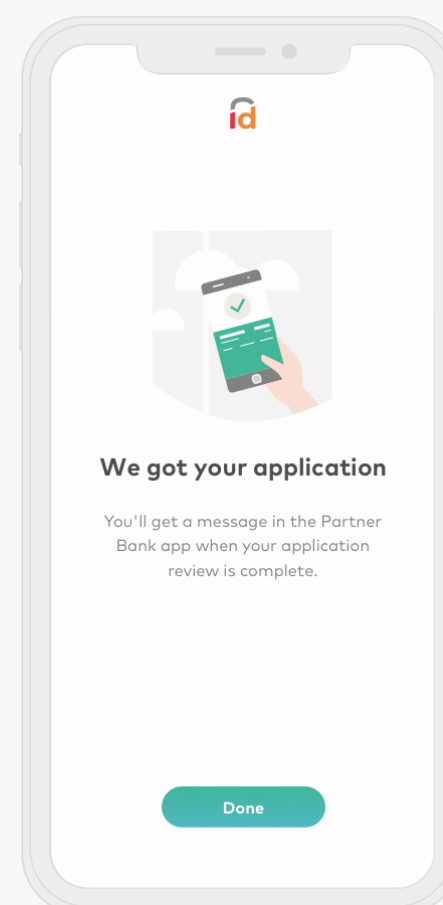 id
We got your application
You'll get a message in the Partner
Bank app when your application
review is complete.
Done